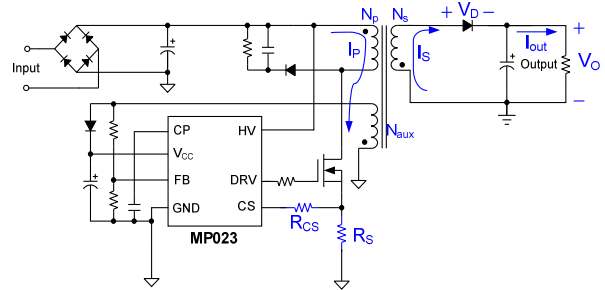 Np
Ns
+ VD -
IP
IS
Iout
+
Input
Output
VO
-
Naux
CP
HV
VCC
FB
DRV
GND
CS
RCS
RS
MP023